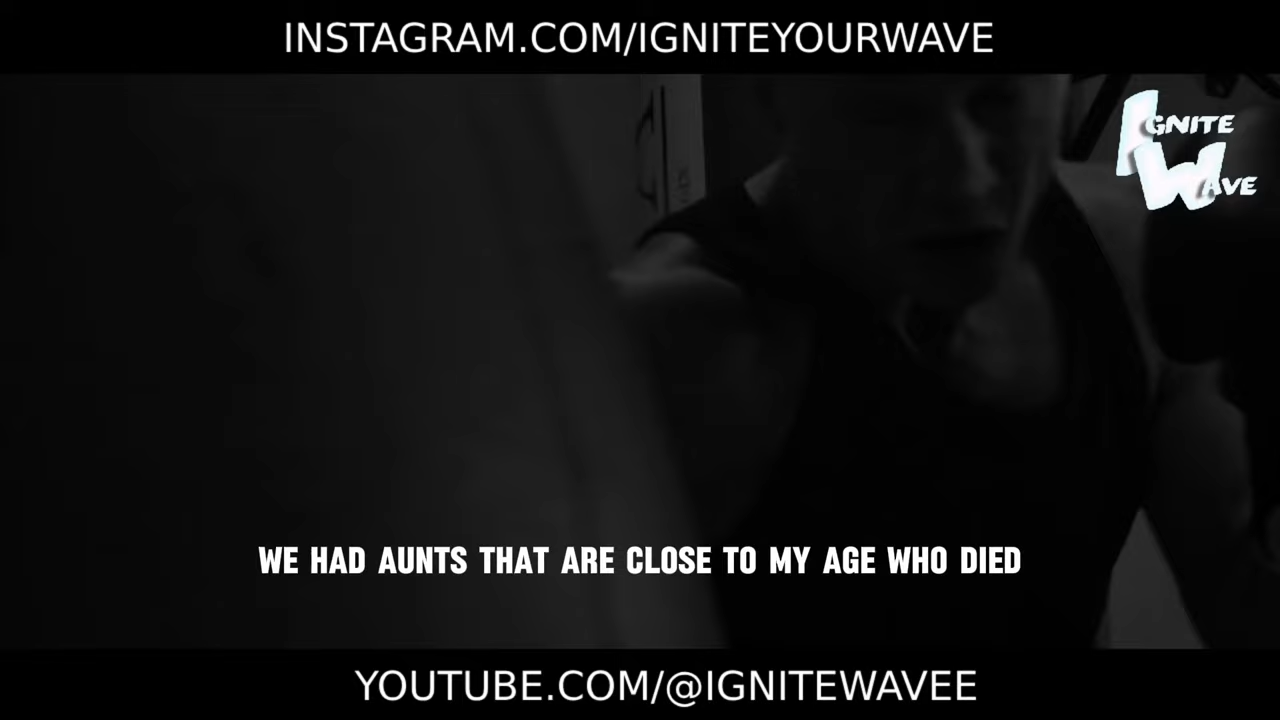 INSTAGRAM.COM/IGNITEYOURWAVE
IGNITE
WAVE
WE HAD AUNTS THAT ARE CLOSE TO MY AGE WHO DIED
YOUTUBE.COM/@IGNITEWAVEE